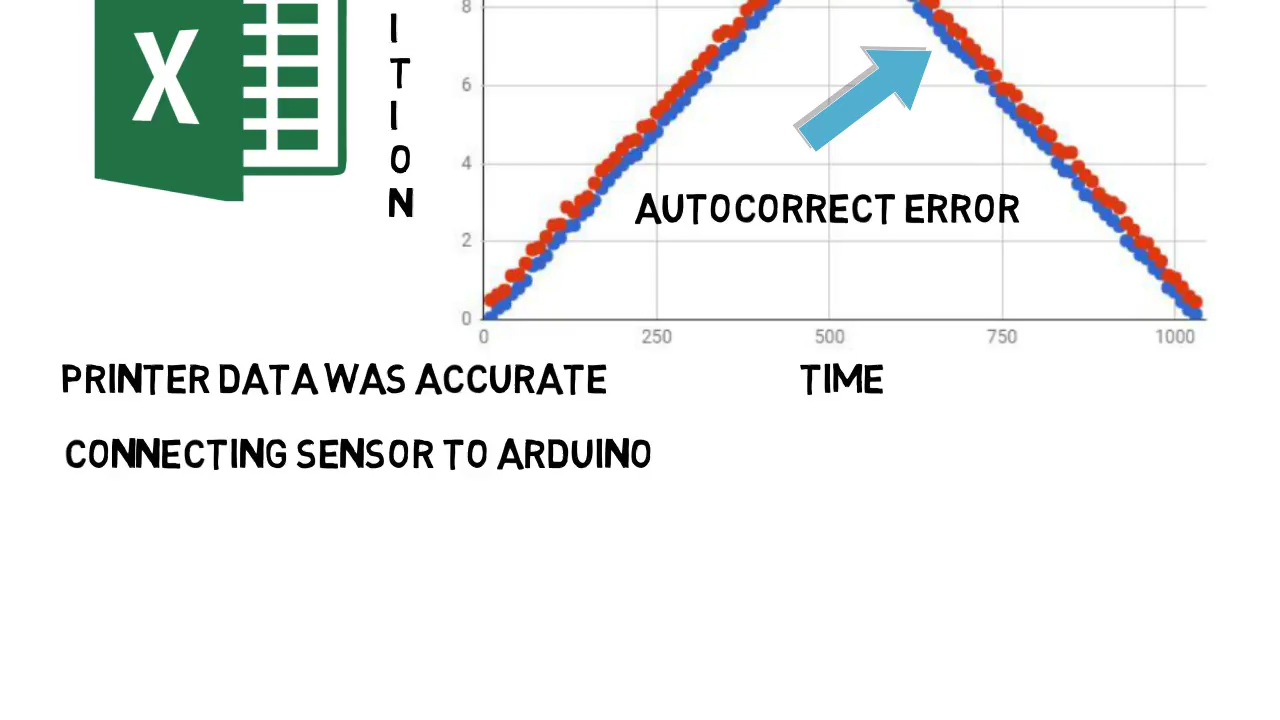 X
I
T
I
O
N
8
6
4
2
0
0 250 500 750 1000
AUTOCORRECT ERROR
TIME
PRINTER DATA WAS ACCURATE
CONNECTING SENSOR TO ARDUINO